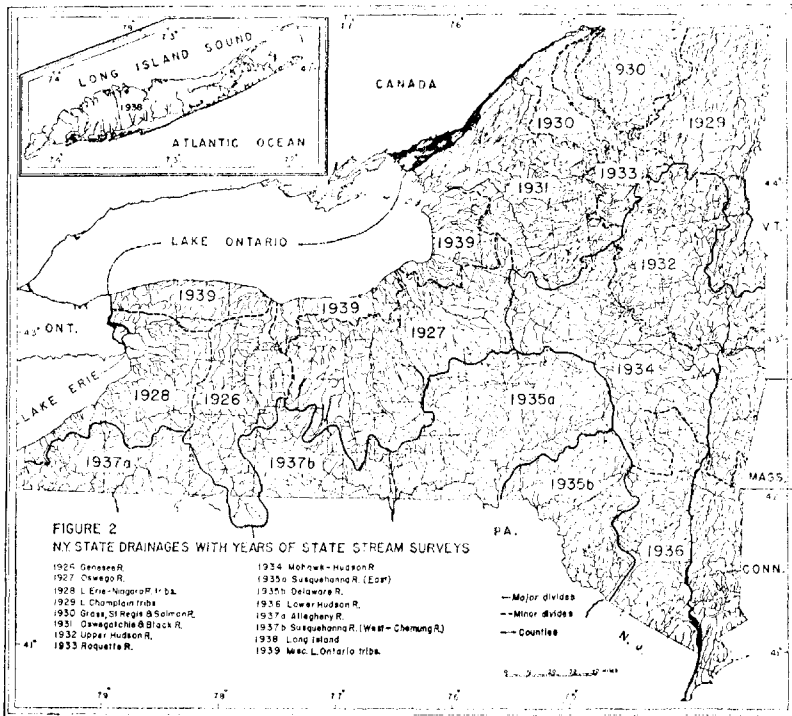 79° 73°
LONG ISLAND SOUND
1938
ATLANTIC OCEAN
77° 76°
CANADA
930
1930
1929
1933
1931
44°
VT.
LAKE ONTARIO
1939
1932
1939
1939
43° ONT.
1927
LAKE ERIE
1934
1928
1926
1935a
1937a
1937b
1935b
MASS.
PA.
1936
CONN.
N. J.
41°
79° 78° 77° 76° 75°
FIGURE 2
N.Y. STATE DRAINAGES WITH YEARS OF STATE STREAM SURVEYS
1926 Genesee R.
1927 Oswego R.
1928 L. Erie-Niagara R. tribs.
1929 L. Champlain tribs
1930 Grass, St Regis & Salmon R.
1931 Oswegatchie & Black R.
1932 Upper Hudson R.
1933 Raquette R.
1934 Mohawk-Hudson R.
1935a Susquehanna R. (East)
1935b Delaware R.
1936 Lower Hudson R.
1937a Allegheny R.
1937b Susquehanna R. (West-Chemung R.)
1938 Long Island
1939 Misc. L. Ontario tribs.
Major divides
Minor divides
Counties